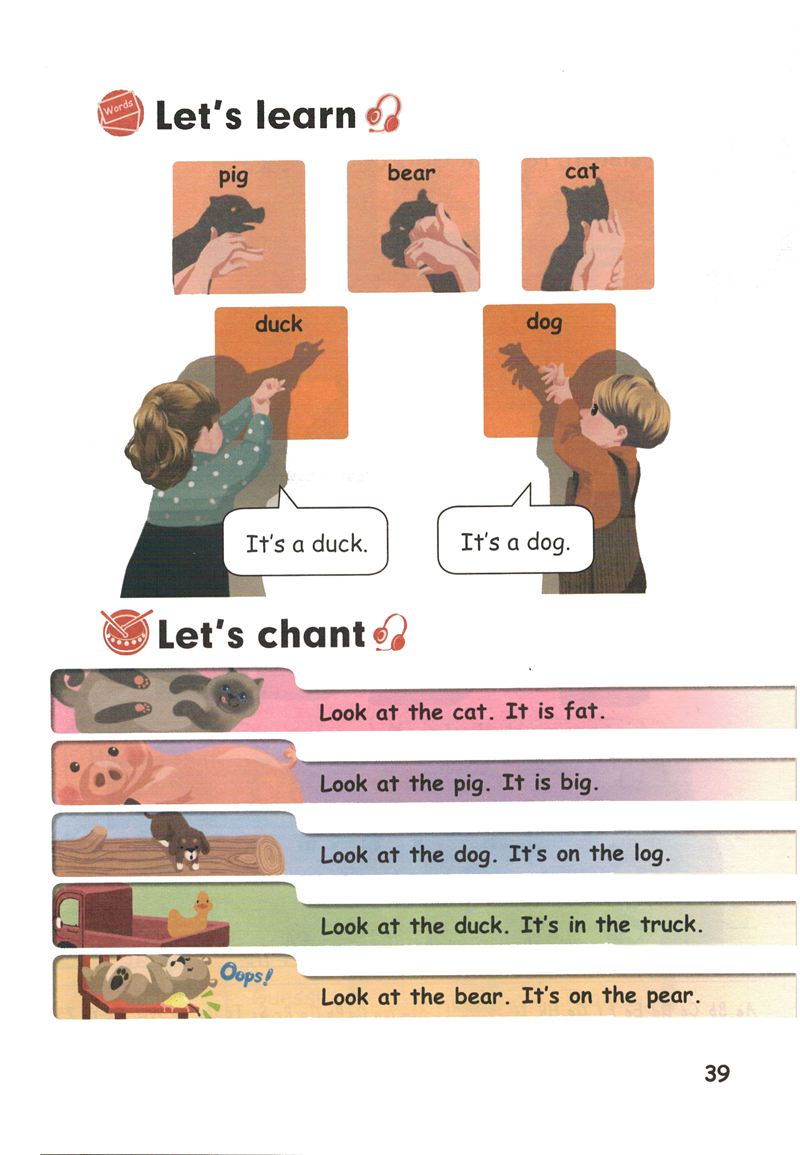 Words
Let's learn
pig
bear
cat
duck
dog
It's a duck.
It's a dog.
Let's chant
Look at the cat. It is fat.
Look at the pig. It is big.
Look at the dog. It's on the log.
Look at the duck. It's in the truck.
Oops!
Look at the bear. It's on the pear.
39